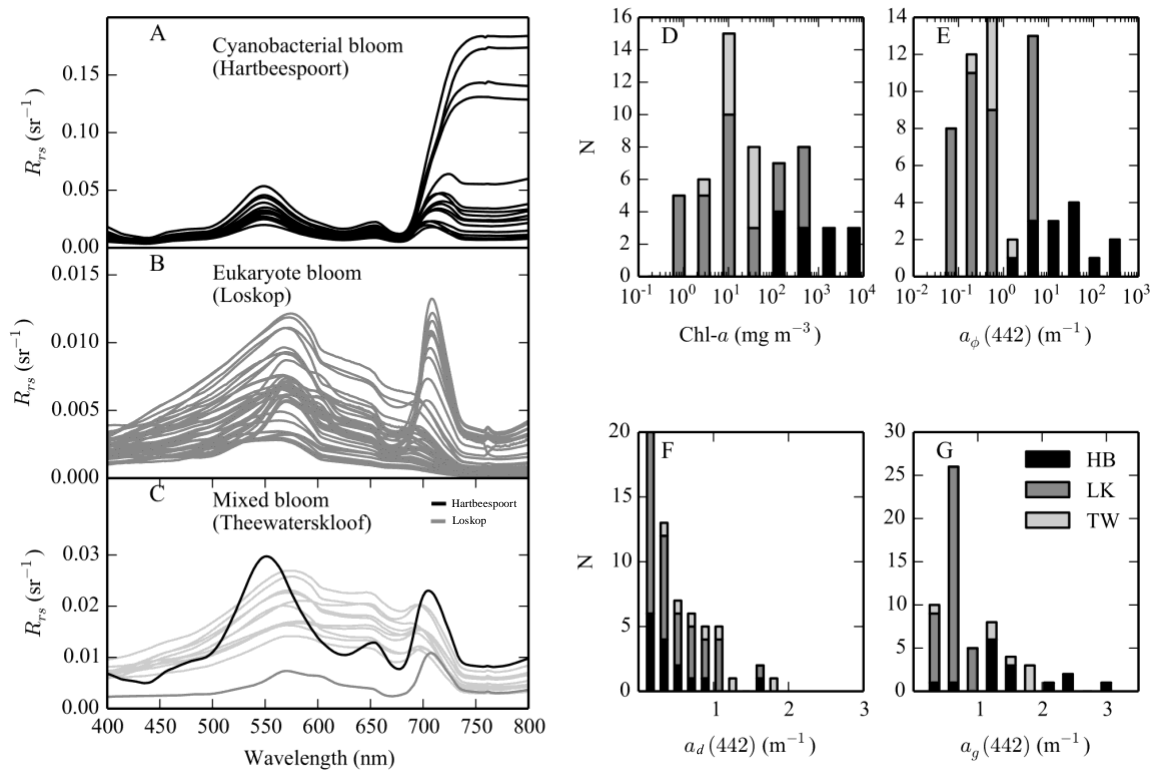 A
Cyanobacterial bloom
(Hartbeespoort)
0.15
0.10
0.05
0.00
R_rs (sr⁻¹)
B
Eukaryote bloom
(Loskop)
0.015
0.010
0.005
0.000
R_rs (sr⁻¹)
C
Mixed bloom
(Theewaterskloof)
Hartbeespoort
Loskop
0.03
0.02
0.01
0.00
R_rs (sr⁻¹)
400 450 500 550 600 650 700 750 800
Wavelength (nm)
D
16
14
12
10
8
6
4
2
0
N
10⁻¹ 10⁰ 10¹ 10² 10³ 10⁴
Chl-a (mg m⁻³)
E
14
12
10
8
6
4
2
0
10⁻² 10⁻¹ 10⁰ 10¹ 10² 10³
a_ϕ(442) (m⁻¹)
F
20
15
10
5
0
N
1 2 3
a_d(442) (m⁻¹)
G
HB
LK
TW
30
25
20
15
10
5
0
1 2 3
a_g(442) (m⁻¹)